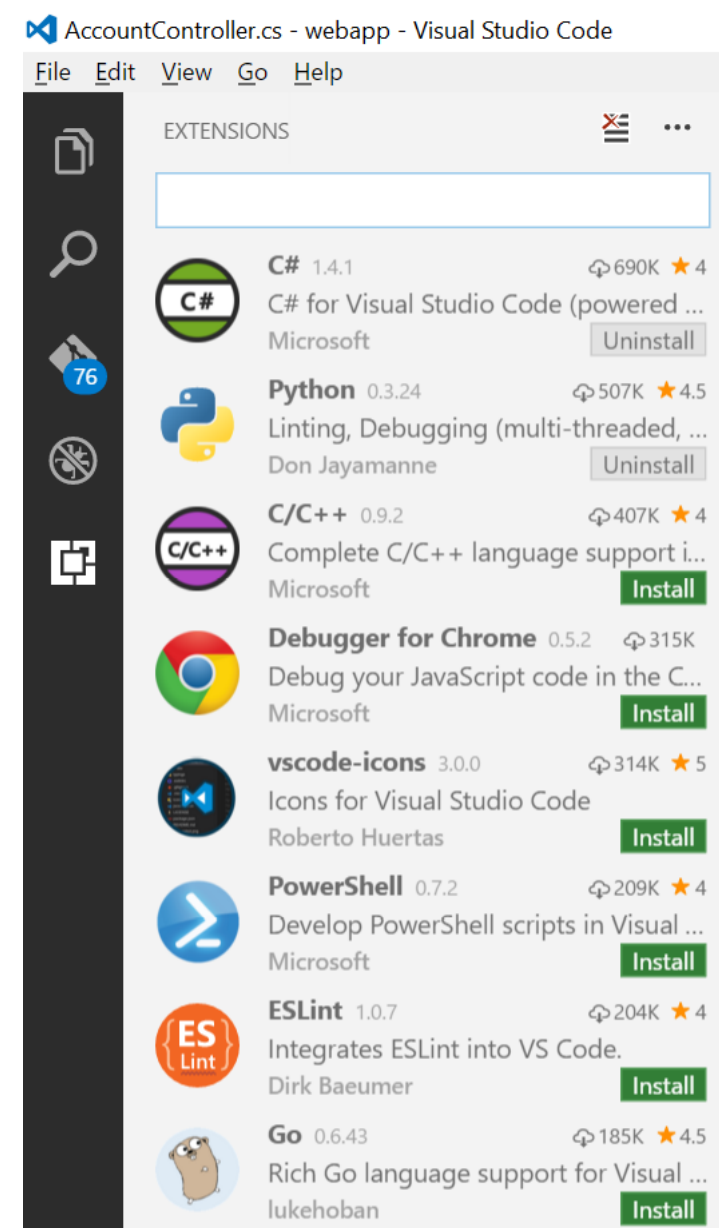 AccountController.cs - webapp - Visual Studio Code
File Edit View Go Help
EXTENSIONS
C# 1.4.1 690K 4
C# for Visual Studio Code (powered ...
Microsoft Uninstall
Python 0.3.24 507K 4.5
Linting, Debugging (multi-threaded, ...
Don Jayamanne Uninstall
C/C++ 0.9.2 407K 4
Complete C/C++ language support i...
Microsoft Install
Debugger for Chrome 0.5.2 315K
Debug your JavaScript code in the C...
Microsoft Install
vscode-icons 3.0.0 314K 5
Icons for Visual Studio Code
Roberto Huertas Install
PowerShell 0.7.2 209K 4
Develop PowerShell scripts in Visual ...
Microsoft Install
ESLint 1.0.7 204K 4
Integrates ESLint into VS Code.
Dirk Baeumer Install
Go 0.6.43 185K 4.5
Rich Go language support for Visual ...
lukehoban Install
76
C#
C/C++
ES
Lint